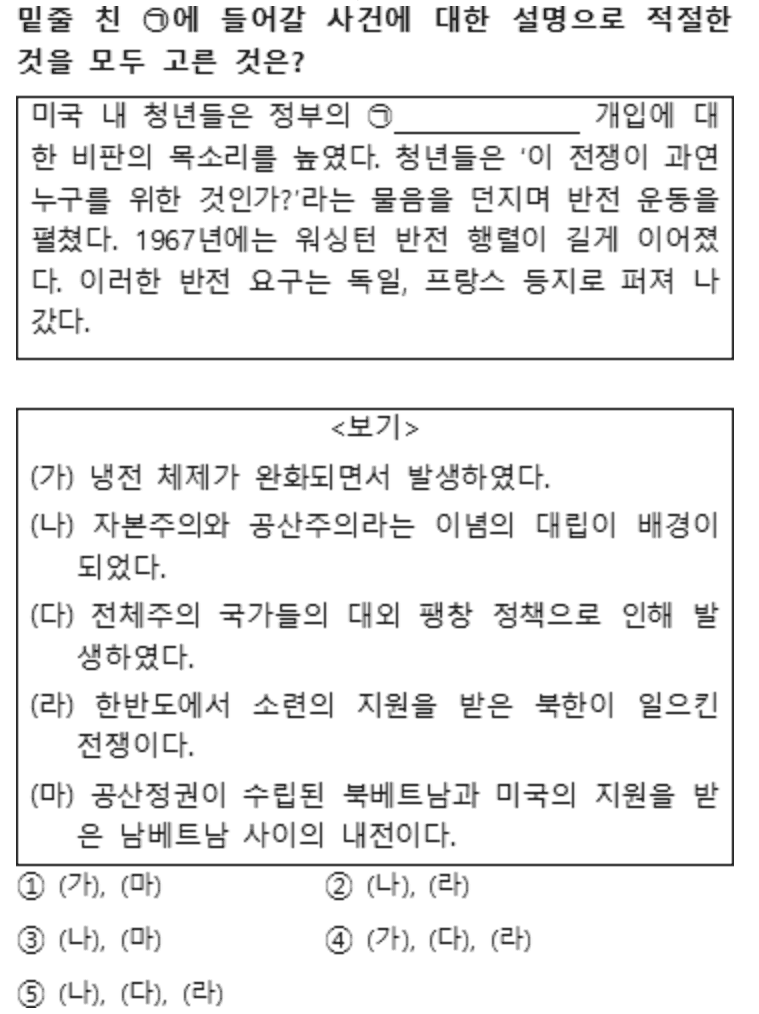 밑줄 친 ㉠에 들어갈 사건에 대한 설명으로 적절한
것을 모두 고른 것은?
미국 내 청년들은 정부의 ㉠____________ 개입에 대
한 비판의 목소리를 높였다. 청년들은 '이 전쟁이 과연
누구를 위한 것인가?'라는 물음을 던지며 반전 운동을
펼쳤다. 1967년에는 워싱턴 반전 행렬이 길게 이어졌
다. 이러한 반전 요구는 독일, 프랑스 등지로 퍼져 나
갔다.
<보기>
(가) 냉전 체제가 완화되면서 발생하였다.
(나) 자본주의와 공산주의라는 이념의 대립이 배경이
되었다.
(다) 전체주의 국가들의 대외 팽창 정책으로 인해 발
생하였다.
(라) 한반도에서 소련의 지원을 받은 북한이 일으킨
전쟁이다.
(마) 공산정권이 수립된 북베트남과 미국의 지원을 받
은 남베트남 사이의 내전이다.
① (가), (마) ② (나), (라)
③ (나), (마) ④ (가), (다), (라)
⑤ (나), (다), (라)